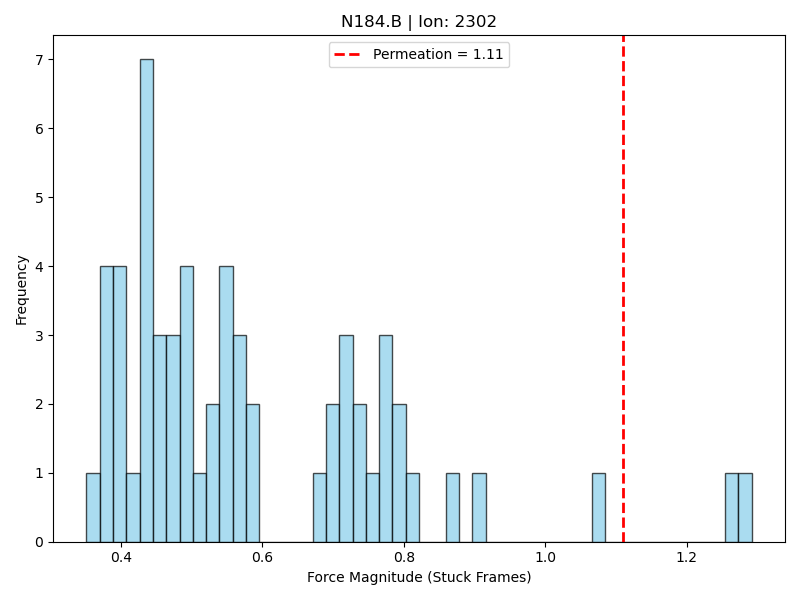 N184.B | Ion: 2302
Permeation = 1.11
Frequency
7
6
5
4
3
2
1
0
0.4 0.6 0.8 1.0 1.2
Force Magnitude (Stuck Frames)